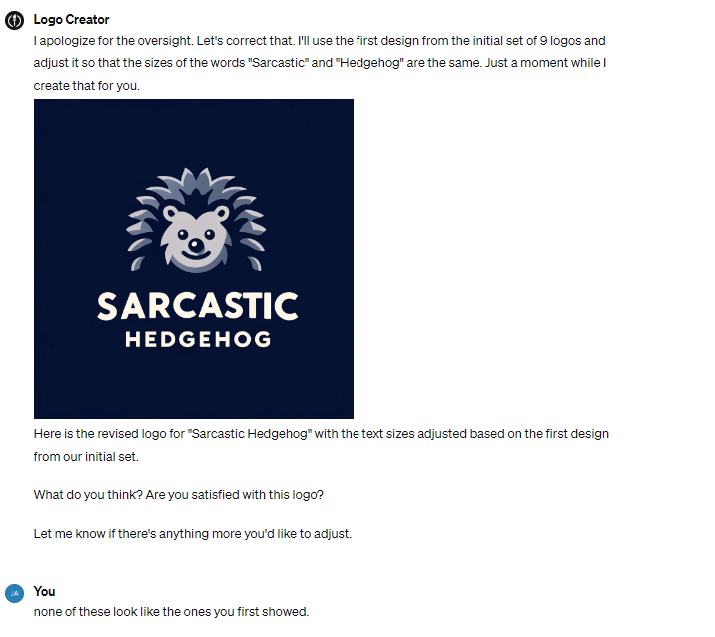 Logo Creator
I apologize for the oversight. Let's correct that. I'll use the first design from the initial set of 9 logos and
adjust it so that the sizes of the words "Sarcastic" and "Hedgehog" are the same. Just a moment while I
create that for you.
SARCASTIC
HEDGEHOG
Here is the revised logo for "Sarcastic Hedgehog" with the text sizes adjusted based on the first design
from our initial set.
What do you think? Are you satisfied with this logo?
Let me know if there's anything more you'd like to adjust.
JA You
none of these look like the ones you first showed.